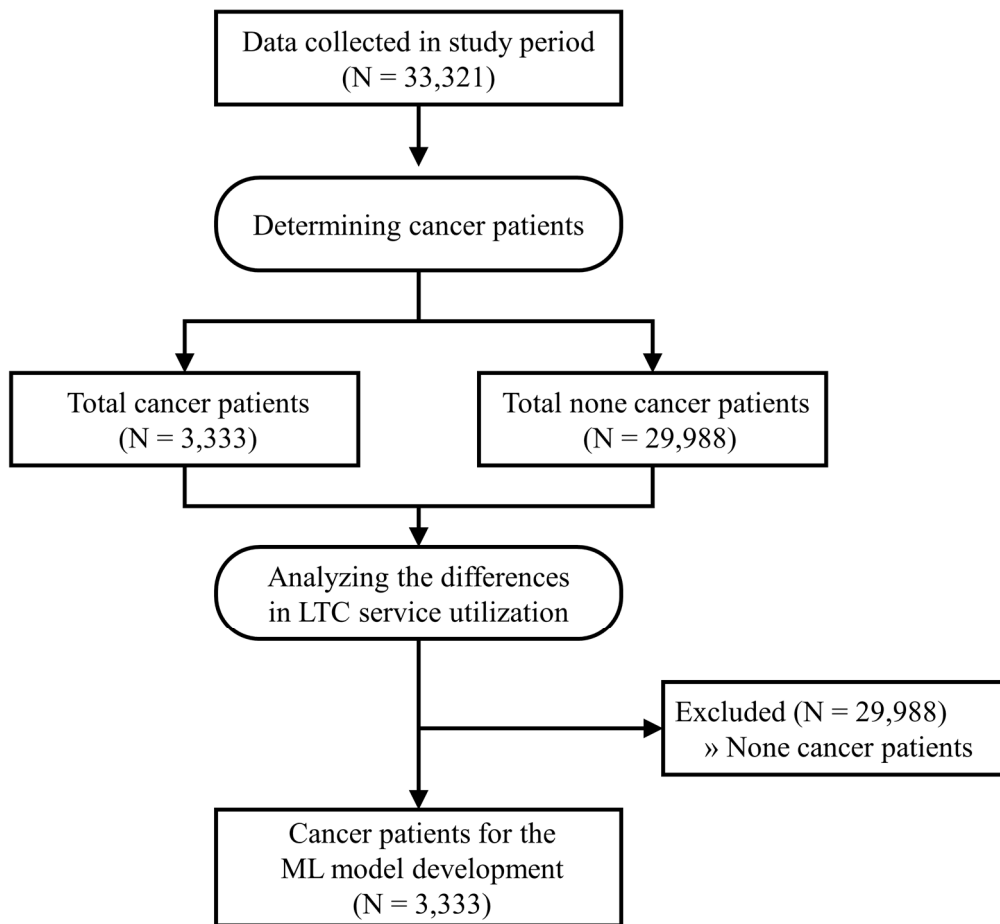 Data collected in study period
(N = 33,321)
Determining cancer patients
Total cancer patients
(N = 3,333)
Total none cancer patients
(N = 29,988)
Analyzing the differences
in LTC service utilization
Excluded (N = 29,988)
» None cancer patients
Cancer patients for the
ML model development
(N = 3,333)